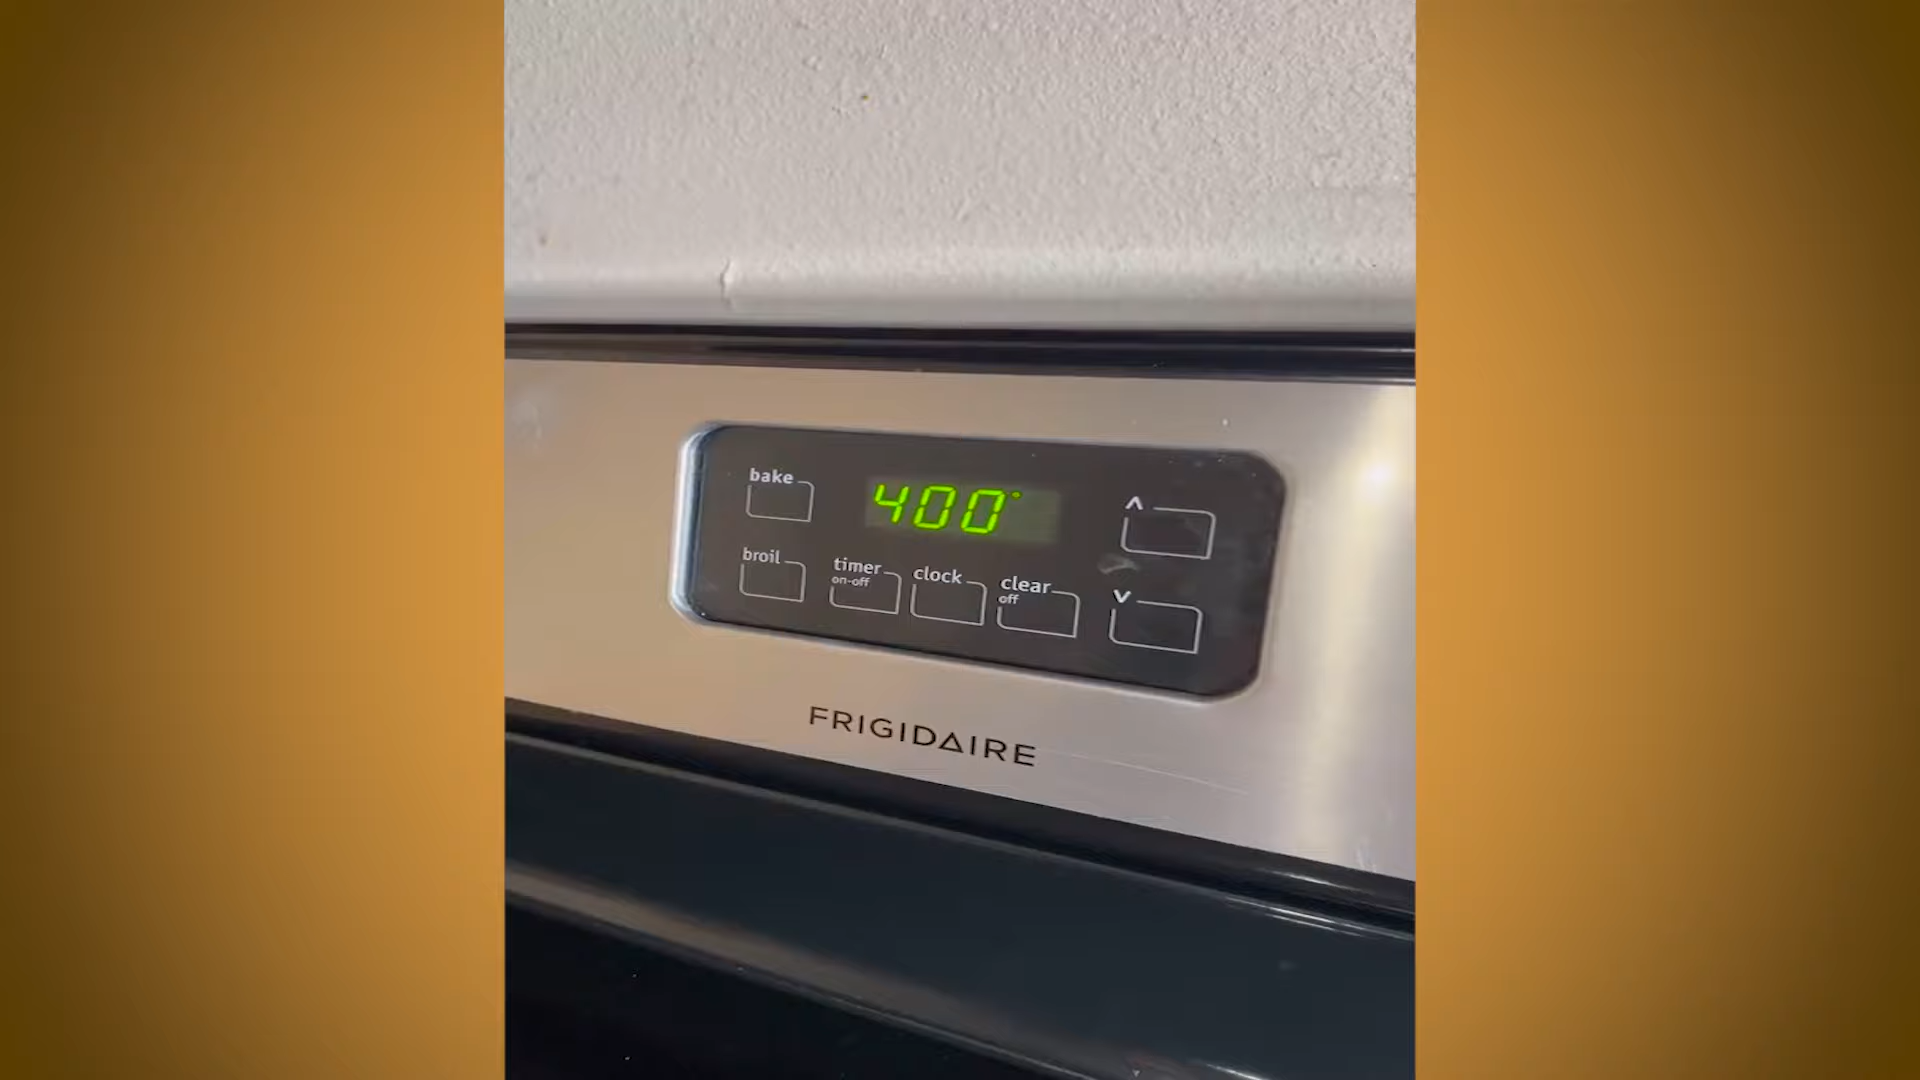 bake
400°
^
broil
timer
on-off
clock
clear
off
v
FRIGIDAIRE